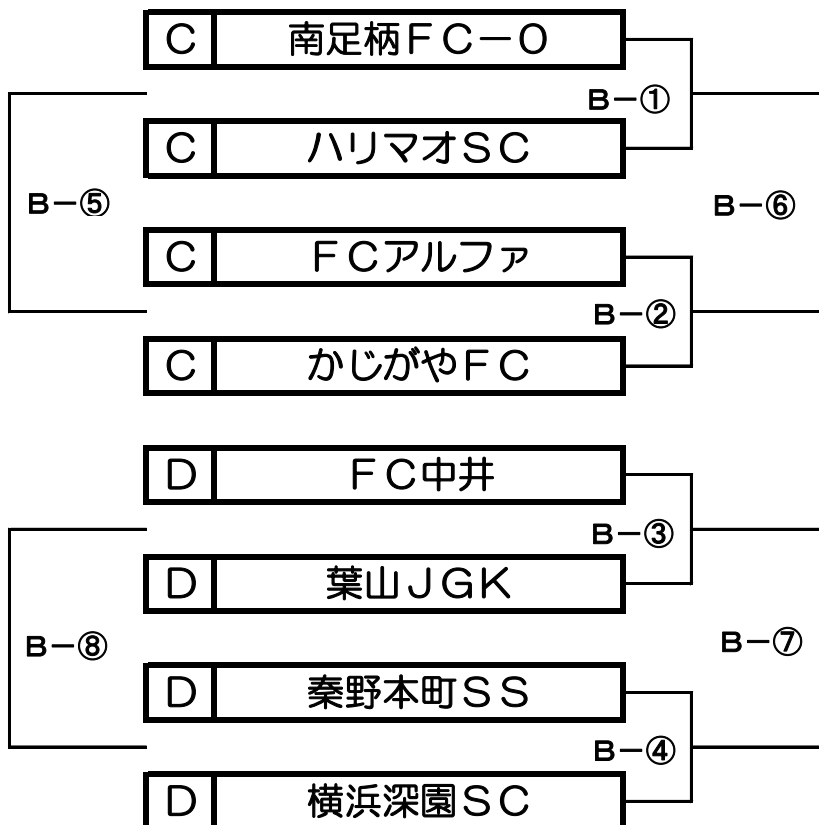 C 南足柄FC－O
B－①
C ハリマオSC
B－⑤ B－⑥
C FCアルファ
B－②
C かじがやFC
D FC中井
B－③
D 葉山JGK
B－⑧ B－⑦
D 秦野本町SS
B－④
D 横浜深園SC